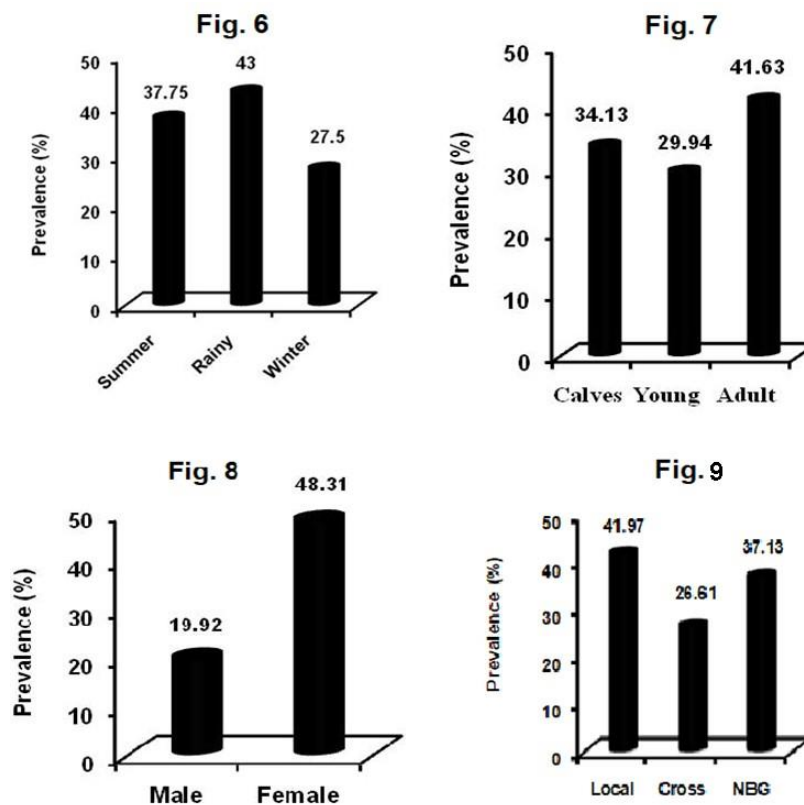 Fig. 6
Prevalence (%)
50
40
30
20
10
0
37.75
43
27.5
Summer
Rainy
Winter
Fig. 7
Prevalence (%)
50
40
30
20
10
0
34.13
29.94
41.63
Calves Young Adult
Fig. 8
Prevalence (%)
50
40
30
20
10
0
19.92
48.31
Male Female
Fig. 9
Prevalence (%)
50
40
30
20
10
0
41.97
26.61
37.13
Local Cross NBG